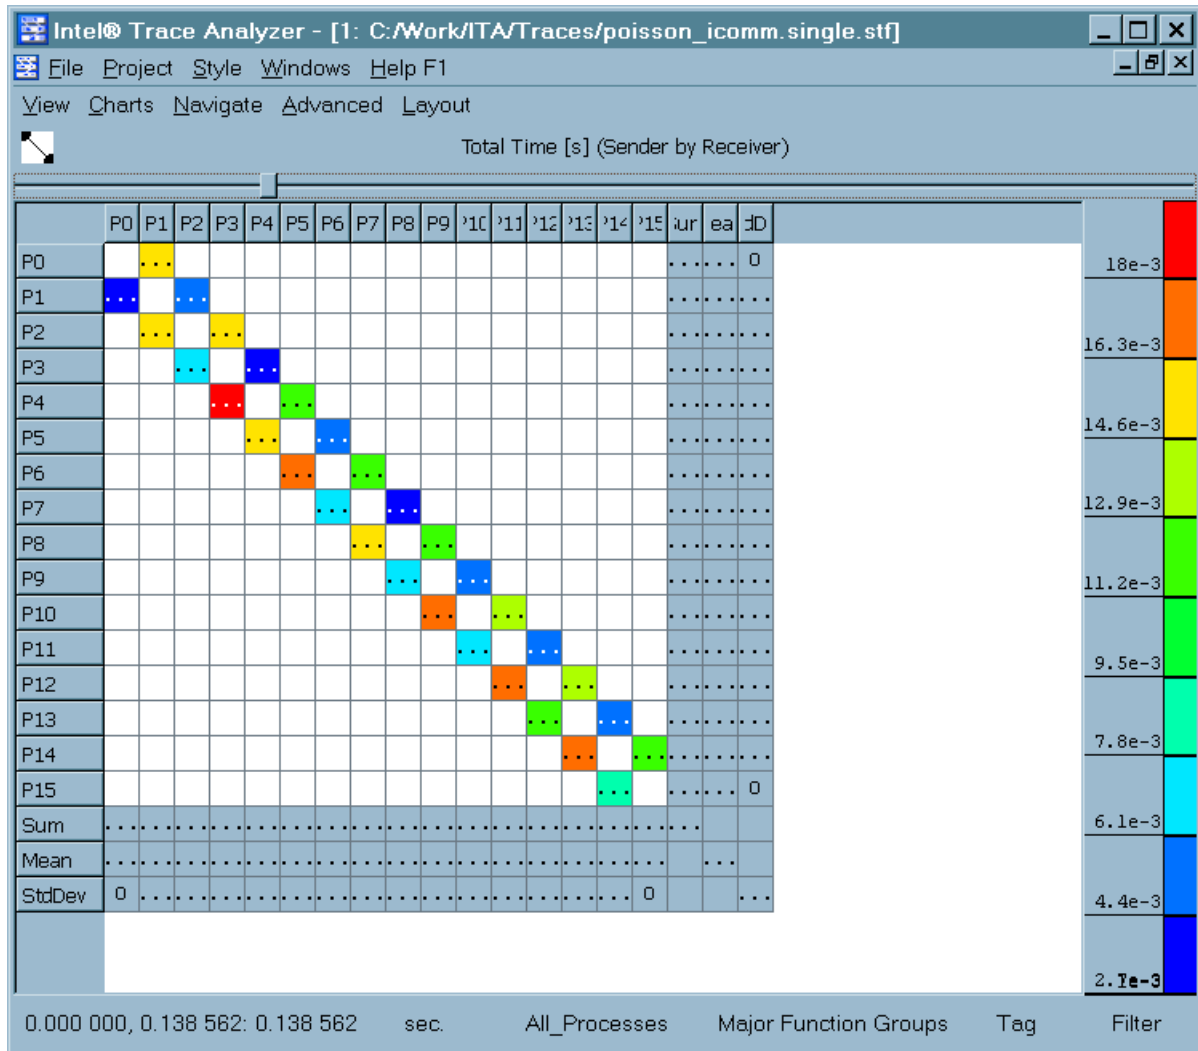 Intel® Trace Analyzer - [1: C:/Work/ITA/Traces/poisson_icomm.single.stf]
File Project Style Windows Help F1
View Charts Navigate Advanced Layout
Total Time [s] (Sender by Receiver)
P0 P1 P2 P3 P4 P5 P6 P7 P8 P9 ea
P0 ... ... ... 0
18e-3
P1 ... ... ... ... ...
P2 ... ... ... ... ...
16.3e-3
P3 ... ... ... ... ...
P4 ... ... ... ... ...
14.6e-3
P5 ... ... ... ... ...
P6 ... ... ... ... ...
12.9e-3
P7 ... ... ... ... ...
P8 ... ... ... ... ...
P9 ... ... ... ... ...
11.2e-3
P10 ... ... ... ... ...
P11 ... ... ... ... ...
9.5e-3
P12 ... ... ... ... ...
P13 ... ... ... ... ...
7.8e-3
P14 ... ... ... ... ...
P15 ... ... ... 0
Sum ... ... ... ... ... ... ... ... ... ... ... ... ... ... ... ... ...
6.1e-3
Mean ... ... ... ... ... ... ... ... ... ... ... ... ... ... ... ... ...
StdDev 0 ... ... ... ... ... ... ... ... ... ... ... ... ... ... 0 ...
4.4e-3
0.000 000, 0.138 562: 0.138 562 sec. All_Processes Major Function Groups Tag Filter